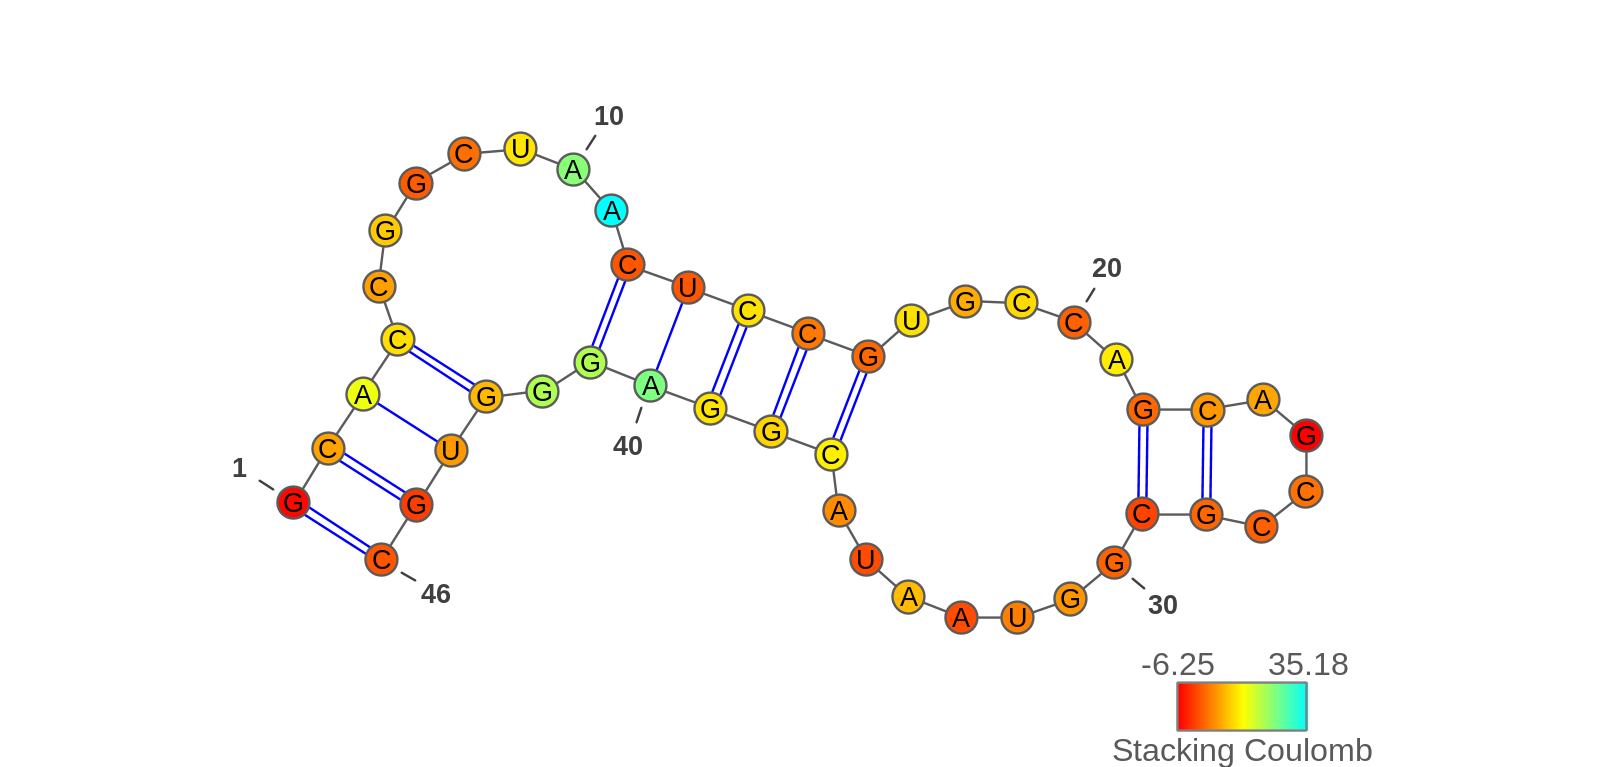 10
G C U A
G A
G C U C C G U G C C A G C A G
20
C
C
A G G A G G C A U A A U G G G C G C C
C U
G G
1
40
C
46
30
-6.25 35.18
Stacking Coulomb